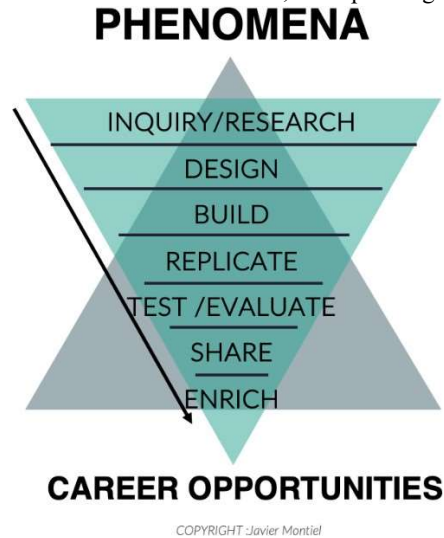 PHENOMENA
INQUIRY/RESEARCH
DESIGN
BUILD
REPLICATE
TEST /EVALUATE
SHARE
ENRICH
CAREER OPPORTUNITIES
COPYRIGHT :Javier Montiel